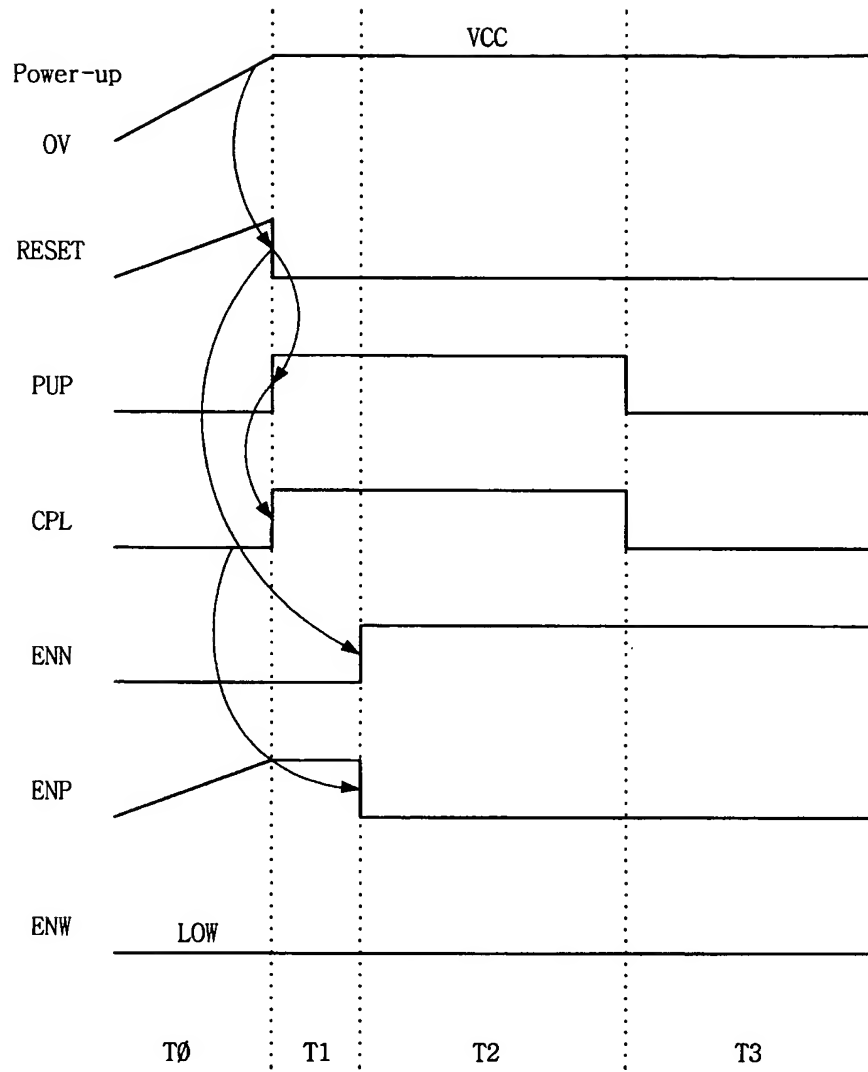 VCC
Power-up
OV
RESET
PUP
CPL
ENN
ENP
ENW
LOW
TØ T1 T2 T3